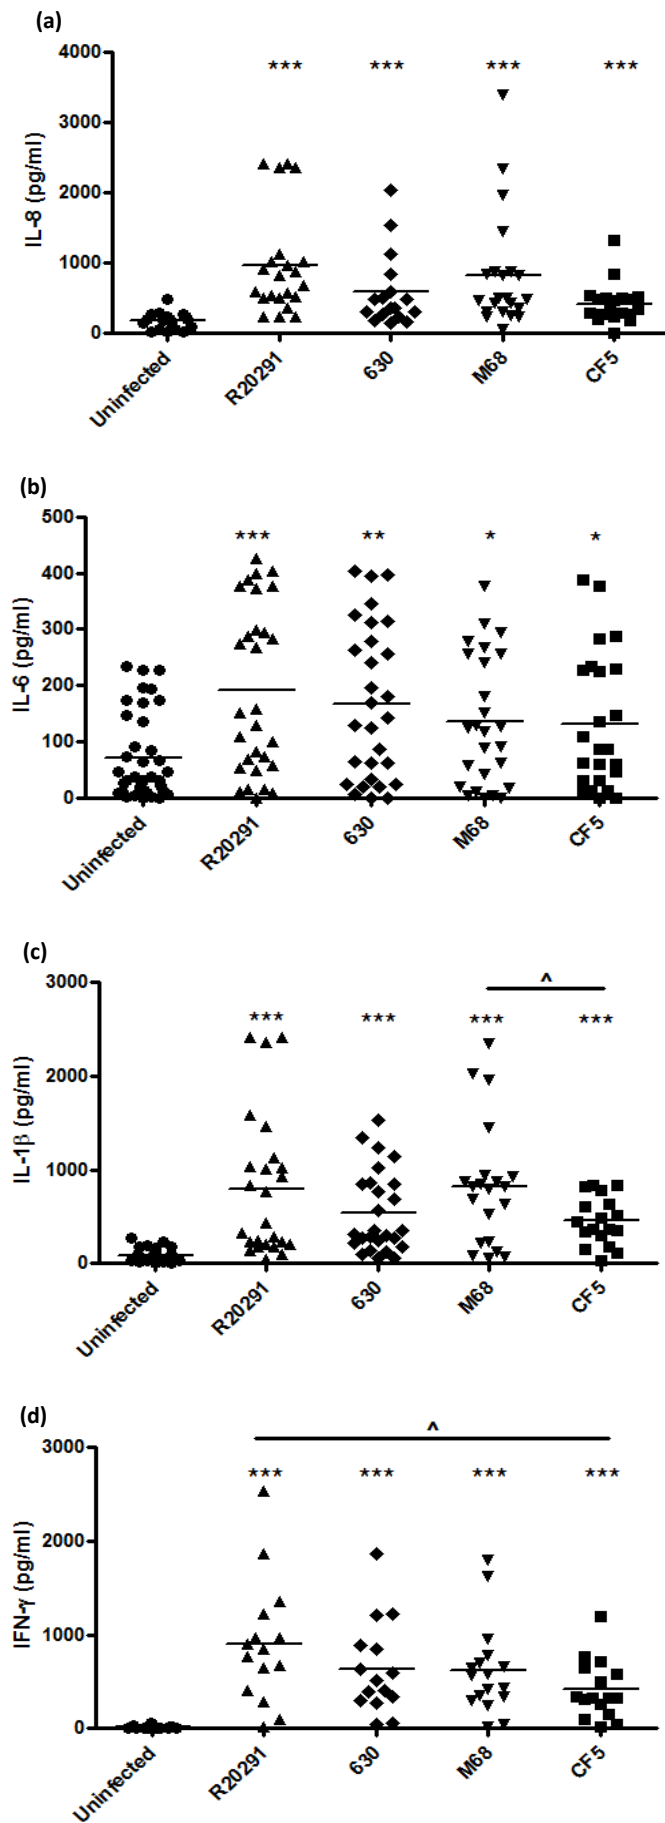 (a)
4000
*** *** *** ***
3000
2000
1000
0
IL-8 (pg/ml)
Uninfected R20291 630 M68 CF5
(b)
500
*** ** * *
400
300
200
100
0
IL-6 (pg/ml)
Uninfected R20291 630 M68 CF5
(c)
3000
^
*** *** *** ***
2000
1000
0
IL-1β (pg/ml)
Uninfected R20291 630 M68 CF5
(d)
3000
^
*** *** *** ***
2000
1000
0
IFN-γ (pg/ml)
Uninfected R20291 630 M68 CF5